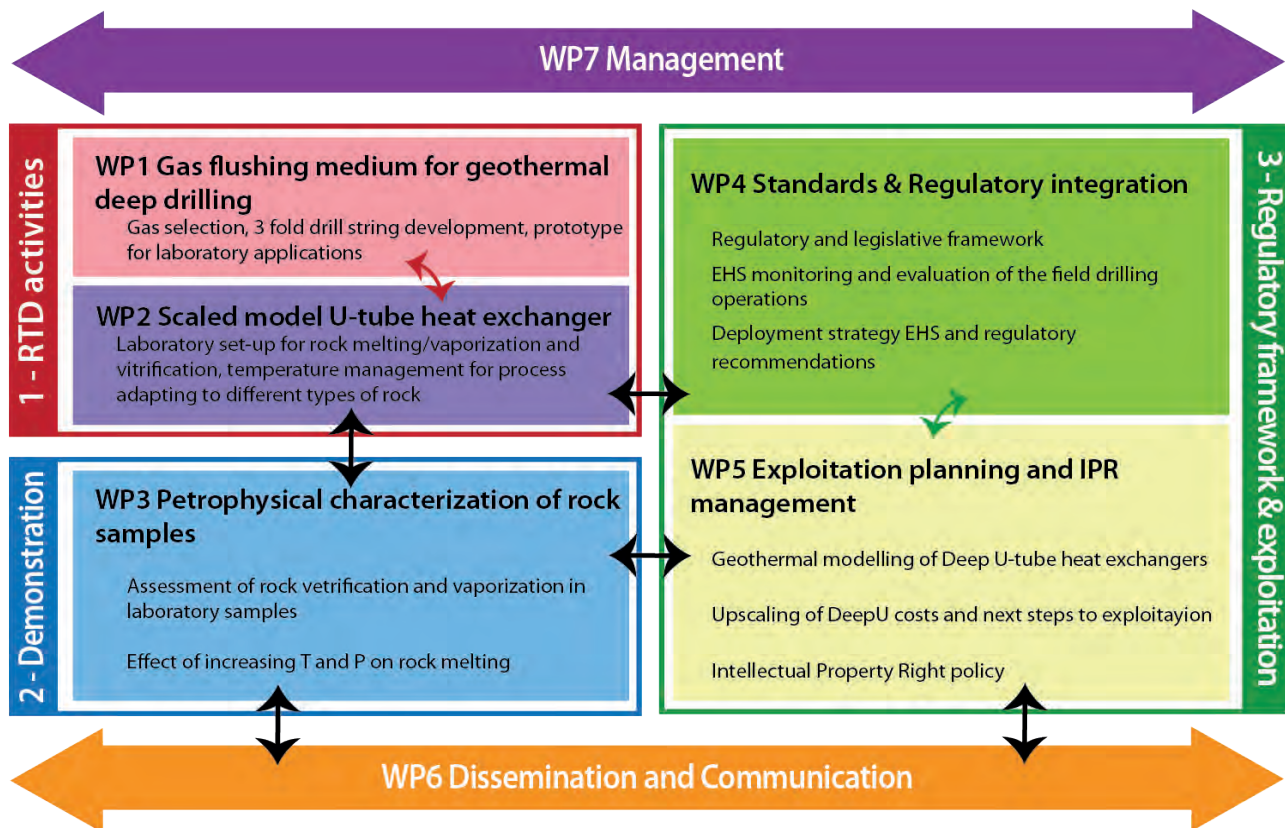 WP7 Management
1 - RTD activities
WP1 Gas flushing medium for geothermal
deep drilling
Gas selection, 3 fold drill string development, prototype
for laboratory applications
WP2 Scaled model U-tube heat exchanger
Laboratory set-up for rock melting/vaporization and
vitrification, temperature management for process
adapting to different types of rock
2 - Demonstration
WP3 Petrophysical characterization of rock
samples
Assessment of rock vetrification and vaporization in
laboratory samples
Effect of increasing T and P on rock melting
3 - Regulatory framework & exploitation
WP4 Standards & Regulatory integration
Regulatory and legislative framework
EHS monitoring and evaluation of the field drilling
operations
Deployment strategy EHS and regulatory
recommendations
WP5 Exploitation planning and IPR
management
Geothermal modelling of Deep U-tube heat exchangers
Upscaling of DeepU costs and next steps to exploitayion
Intellectual Property Right policy
WP6 Dissemination and Communication